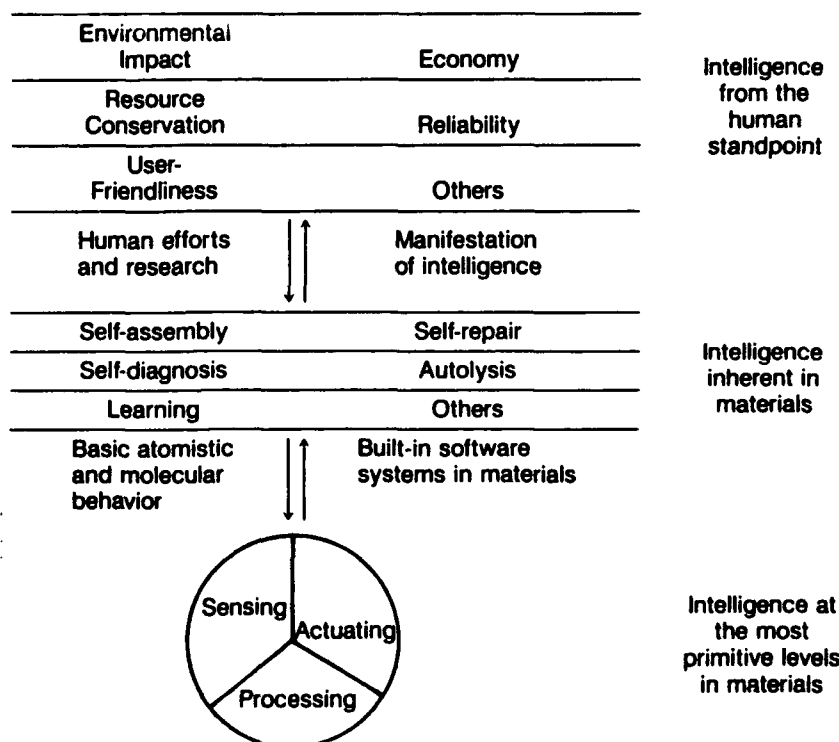 Environmental
Impact
Economy
Intelligence
from the
human
standpoint
Resource
Conservation
Reliability
User-
Friendliness
Others
Human efforts
and research
Manifestation
of intelligence
Self-assembly
Self-repair
Self-diagnosis
Autolysis
Learning
Others
Intelligence
inherent in
materials
Basic atomistic
and molecular
behavior
Built-in software
systems in materials
Sensing
Actuating
Processing
Intelligence at
the most
primitive levels
in materials